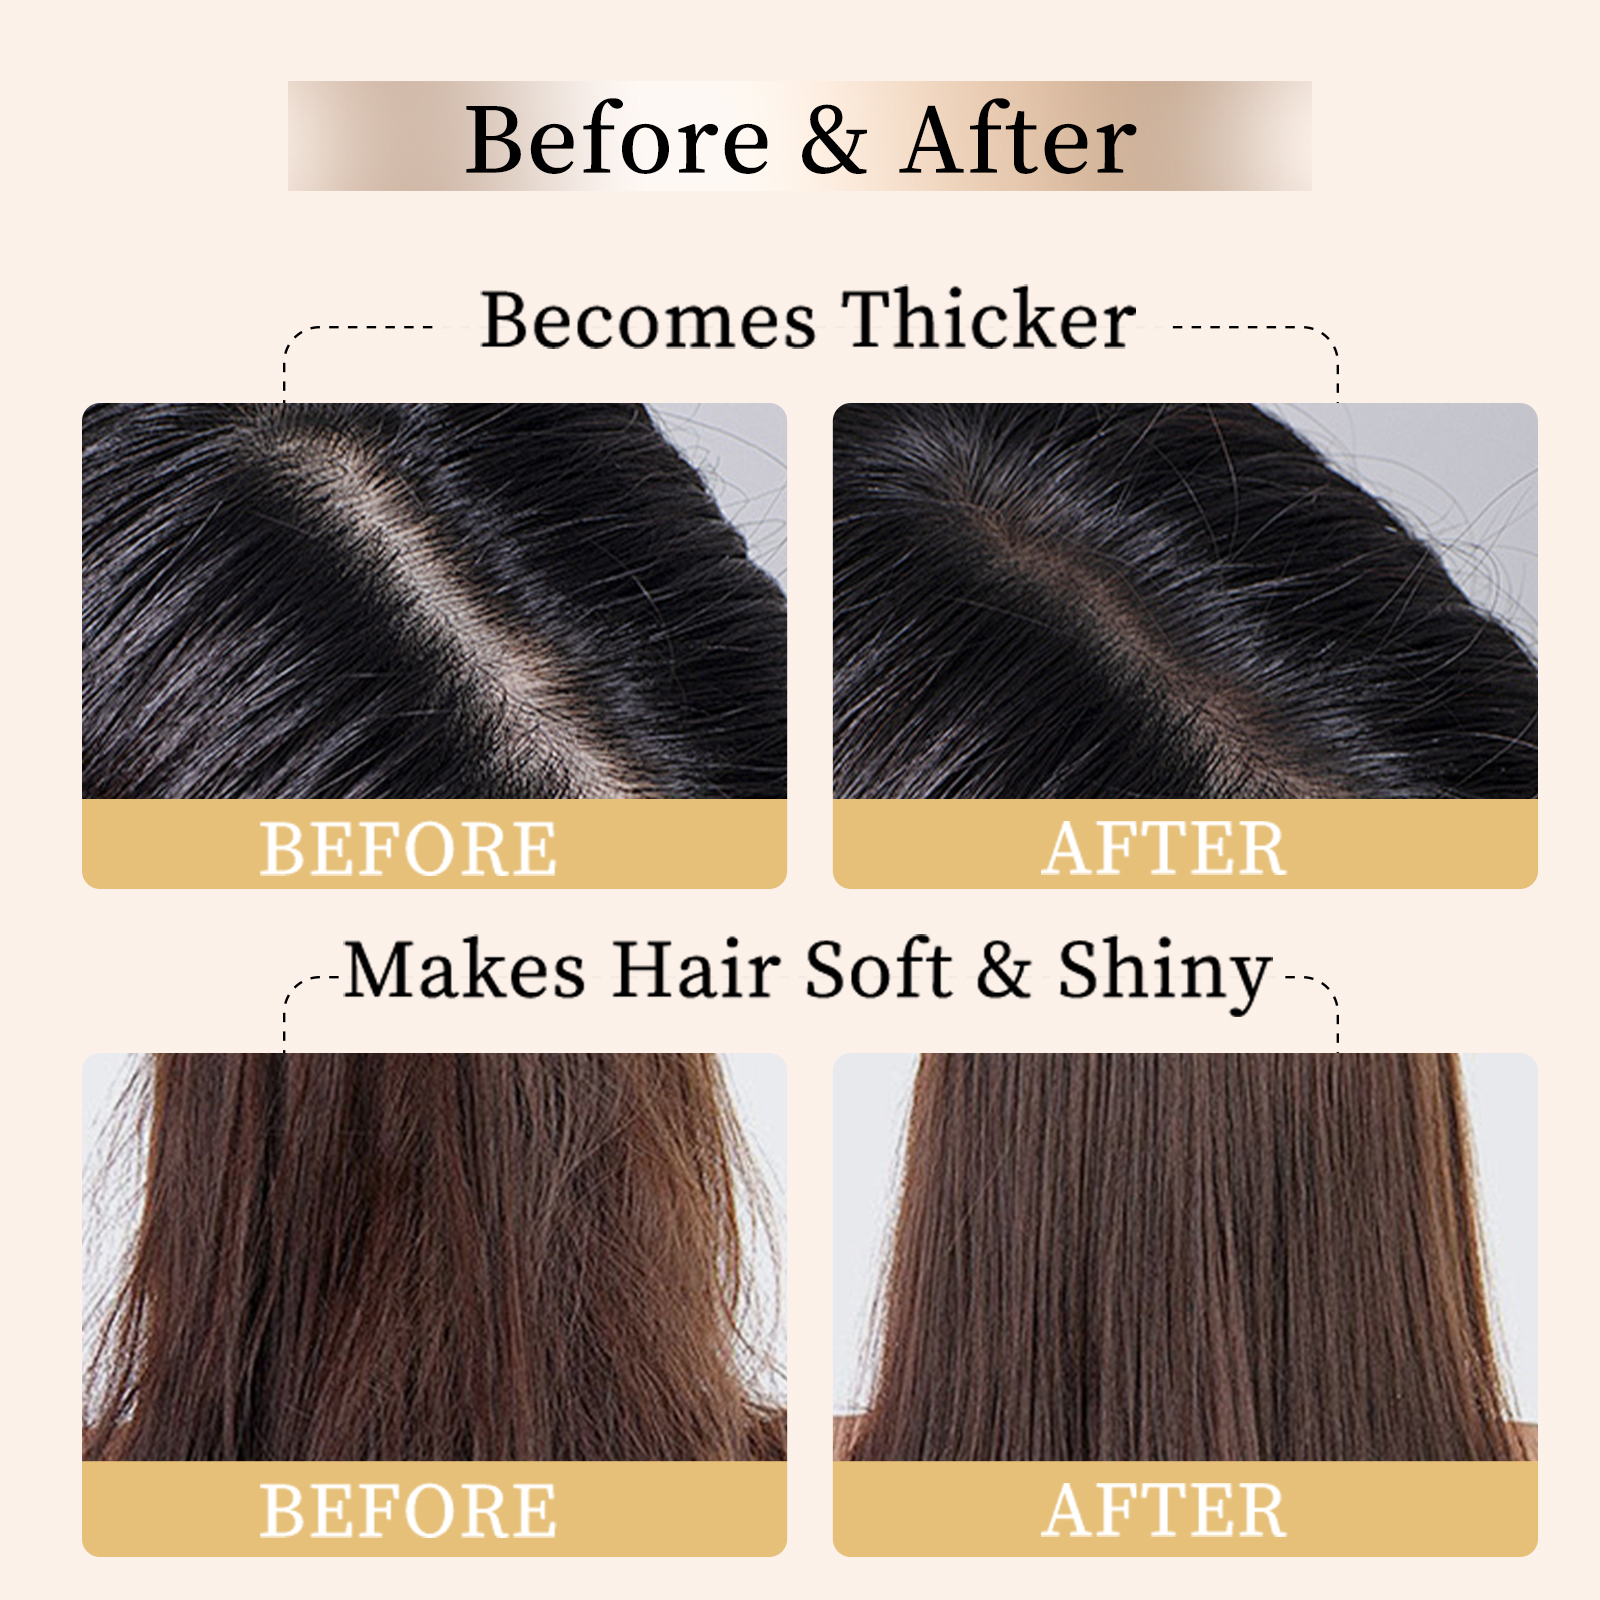 Before & After
Becomes Thicker
BEFORE
AFTER
Makes Hair Soft & Shiny
BEFORE
AFTER